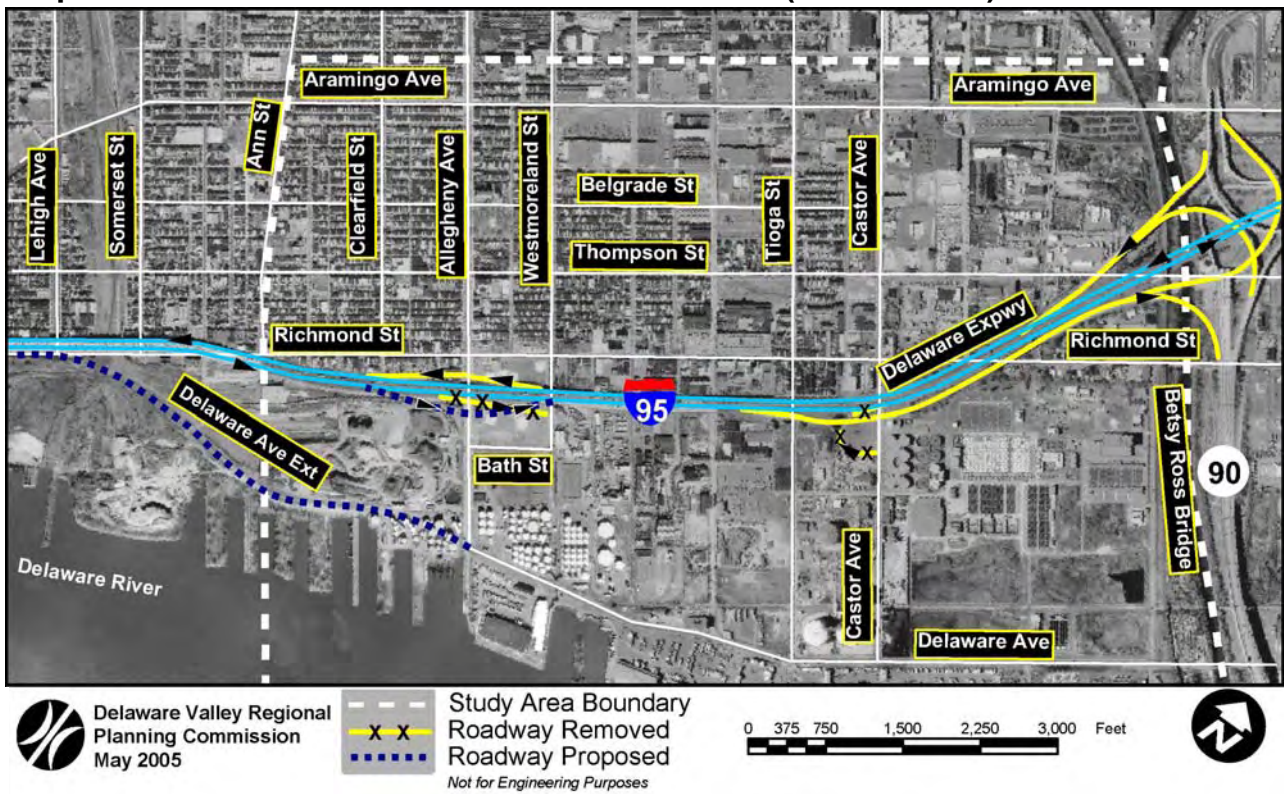 Aramingo Ave
Aramingo Ave
Lehigh Ave
Somerset St
Ann St
Clearfield St
Allegheny Ave
Westmoreland St
Belgrade St
Thompson St
Tioga St
Castor Ave
Richmond St
Delaware Expwy
Richmond St
95
Delaware Ave Ext
Bath St
Betsy Ross Bridge
90
Delaware River
Castor Ave
Delaware Ave
Delaware Valley Regional
Planning Commission
May 2005
Study Area Boundary
X X Roadway Removed
Roadway Proposed
Not for Engineering Purposes
0 375 750 1,500 2,250 3,000 Feet
N